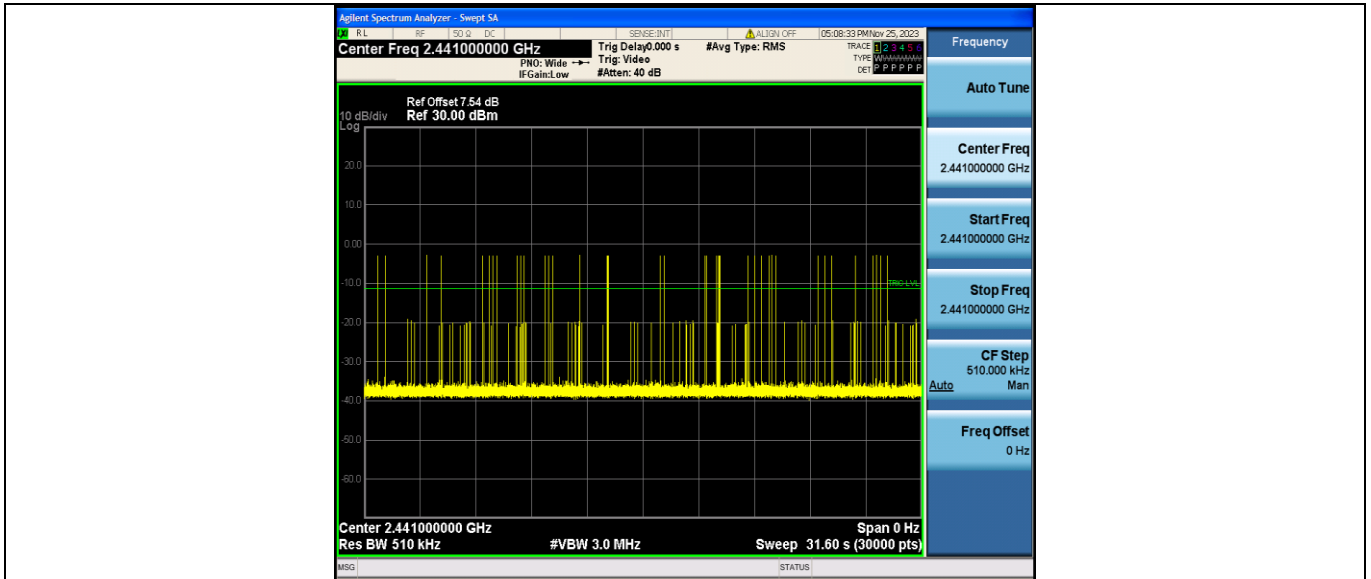 Agilent Spectrum Analyzer - Swept SA
RL RF 50 Ω DC SENSE:INT ALIGN OFF 05:08:33 PM Nov 25, 2023
Center Freq 2.441000000 GHz
PNO: Wide
IFGain:Low
Trig Delay0.000 s
Trig: Video
#Atten: 40 dB
#Avg Type: RMS
TRACE 1 2 3 4 5 6
TYPE
DET P P P P P P
Ref Offset 7.54 dB
10 dB/div Ref 30.00 dBm
Log
20.0
10.0
0.00
-10.0
TRIG LVL
-20.0
-30.0
-40.0
-50.0
-60.0
Center 2.441000000 GHz Span 0 Hz
Res BW 510 kHz #VBW 3.0 MHz Sweep 31.60 s (30000 pts)
MSG STATUS
Frequency
Auto Tune
Center Freq
2.441000000 GHz
Start Freq
2.441000000 GHz
Stop Freq
2.441000000 GHz
CF Step
510.000 kHz
Auto Man
Freq Offset
0 Hz